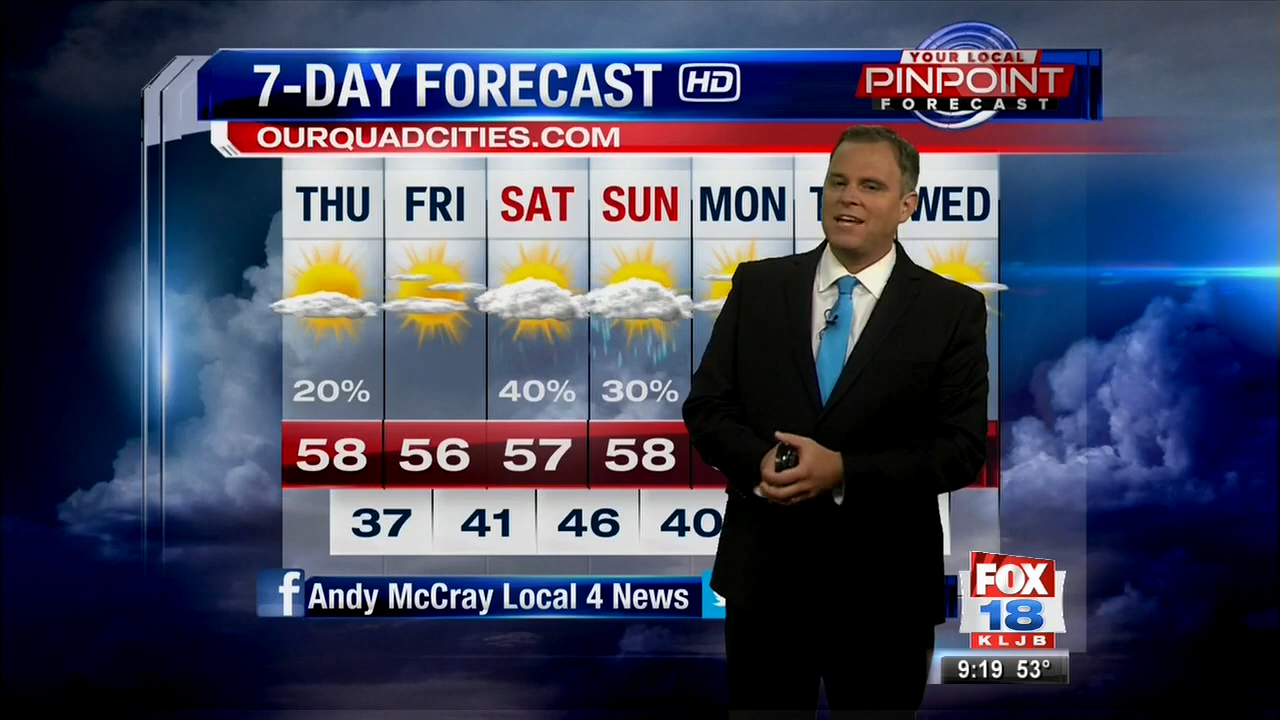 7-DAY FORECAST HD
YOUR LOCAL
PINPOINT
FORECAST
OURQUADCITIES.COM
THU FRI SAT SUN MON WED
20% 40% 30%
58 56 57 58
37 41 46 40
f Andy McCray Local 4 News
FOX
18
KLJB
9:19 53°